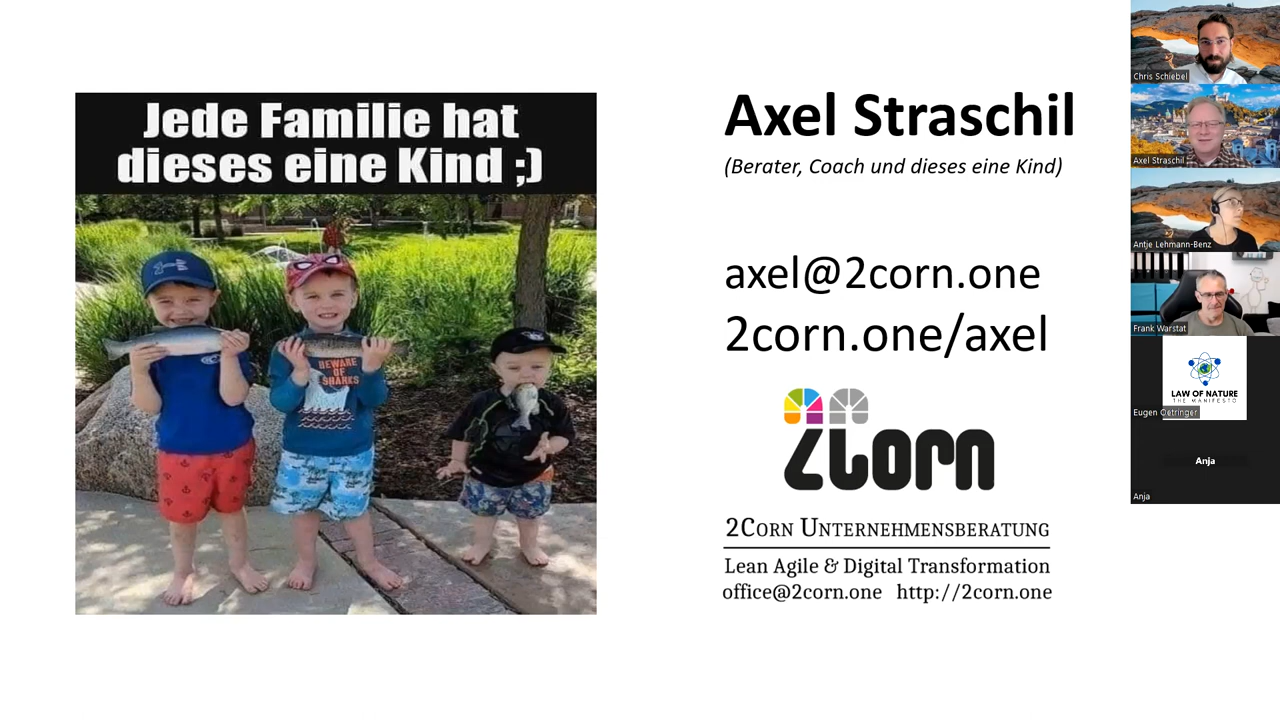 Jede Familie hat
dieses eine Kind ;)
BEWARE
OF
SHARKS
Axel Straschil
(Berater, Coach und dieses eine Kind)
axel@2corn.one
2corn.one/axel
2corn
2Corn Unternehmensberatung
Lean Agile & Digital Transformation
office@2corn.one http://2corn.one
Chris Schiebel
Axel Straschil
Antje Lehmann-Benz
Frank Warstat
LAW OF NATURE
THE MANIFESTO
Eugen Oetringer
Anja
Anja